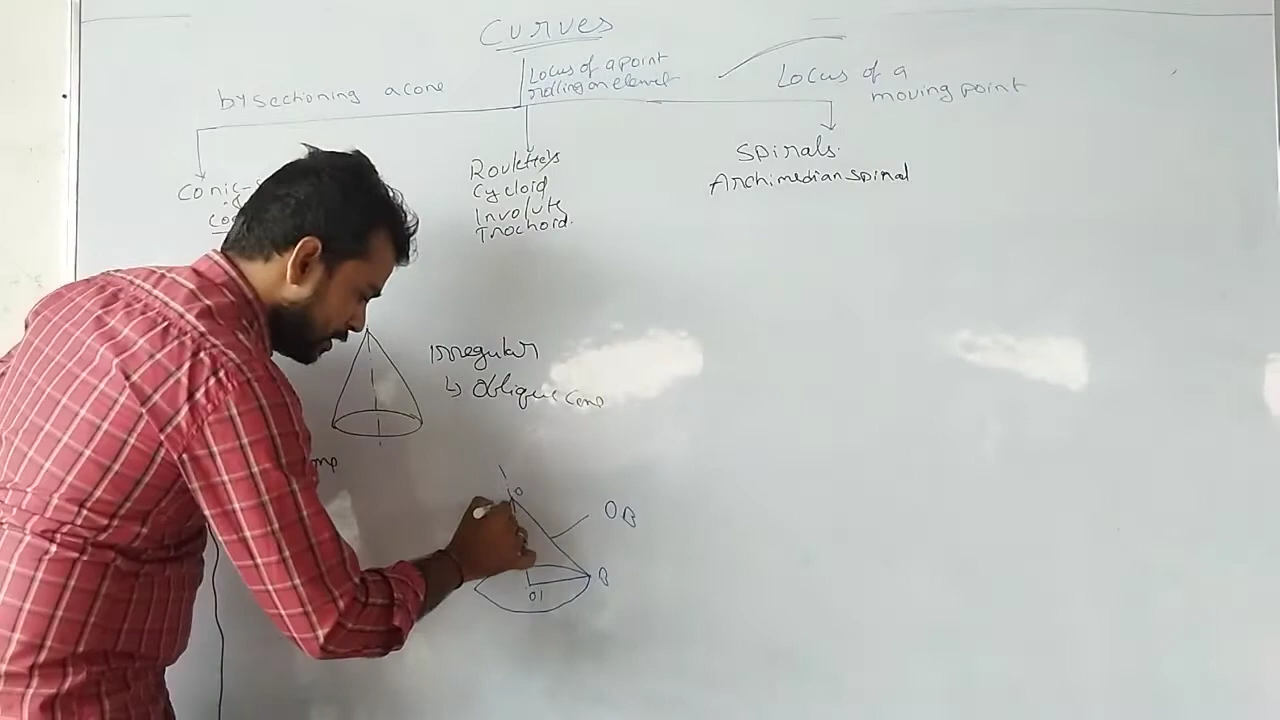 Curves
by sectioning a cone
Locus of a point
rolling on element
Locus of a
moving point
Conic-
Roulettes
Cycloid
Involute
Trochoid.
Spirals.
Archimedian spiral
Irregular
↳ Oblique cone
O
OB
B
O1